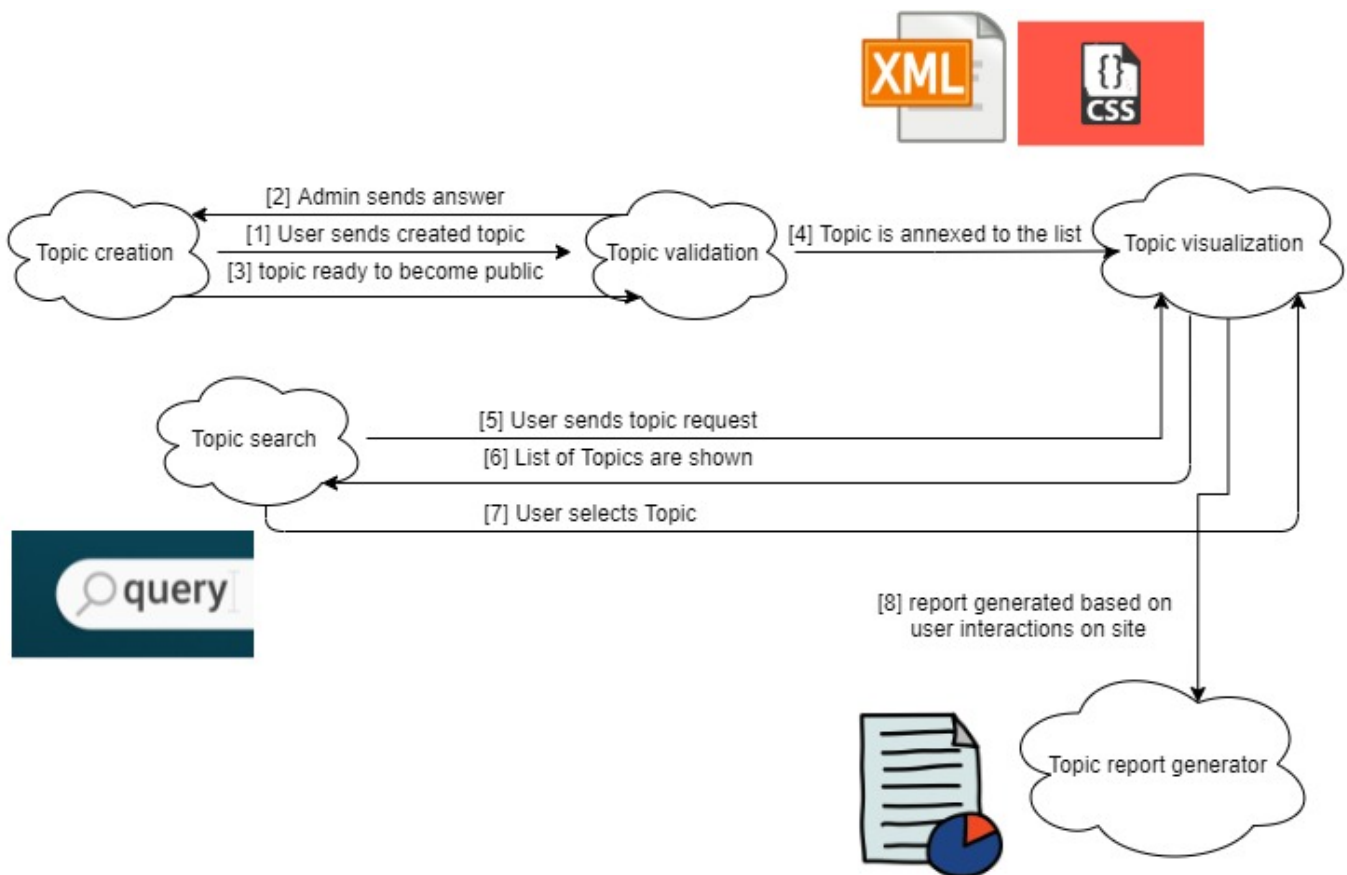 XML
{}
CSS
[2] Admin sends answer
Topic creation
[1] User sends created topic
Topic validation
[4] Topic is annexed to the list
Topic visualization
[3] topic ready to become public
[5] User sends topic request
Topic search
[6] List of Topics are shown
[7] User selects Topic
query
[8] report generated based on
user interactions on site
Topic report generator